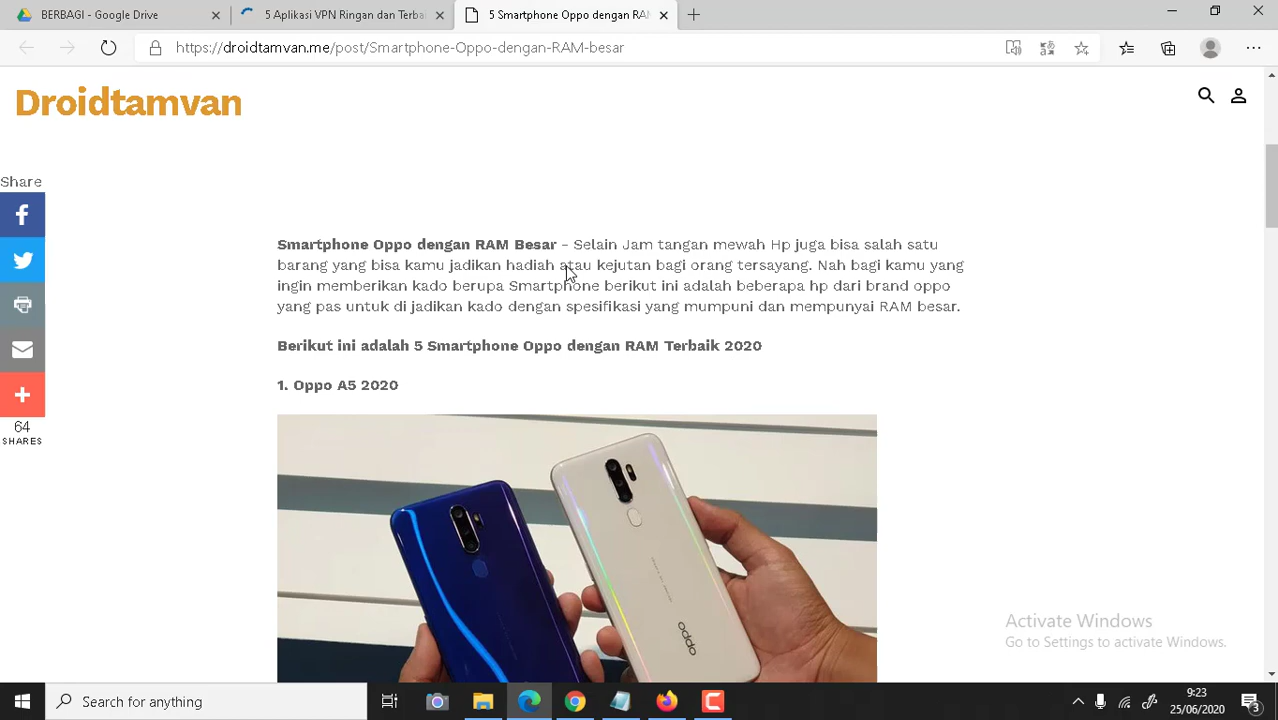 BERBAGI - Google Drive
5 Aplikasi VPN Ringan dan Terba
5 Smartphone Oppo dengan RAM
https://droidtamvan.me/post/Smartphone-Oppo-dengan-RAM-besar
Droidtamvan
Share
Smartphone Oppo dengan RAM Besar - Selain Jam tangan mewah Hp juga bisa salah satu
barang yang bisa kamu jadikan hadiah atau kejutan bagi orang tersayang. Nah bagi kamu yang
ingin memberikan kado berupa Smartphone berikut ini adalah beberapa hp dari brand oppo
yang pas untuk di jadikan kado dengan spesifikasi yang mumpuni dan mempunyai RAM besar.
Berikut ini adalah 5 Smartphone Oppo dengan RAM Terbaik 2020
1. Oppo A5 2020
64
SHARES
oppo
Activate Windows
Go to Settings to activate Windows.
Search for anything
9:23
25/06/2020
3